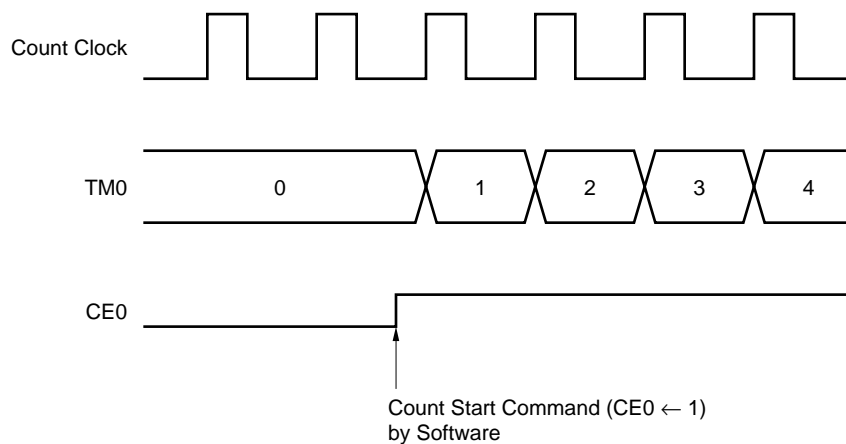 Count Clock
TM0
0
1
2
3
4
CE0
Count Start Command (CE0 ← 1)
by Software